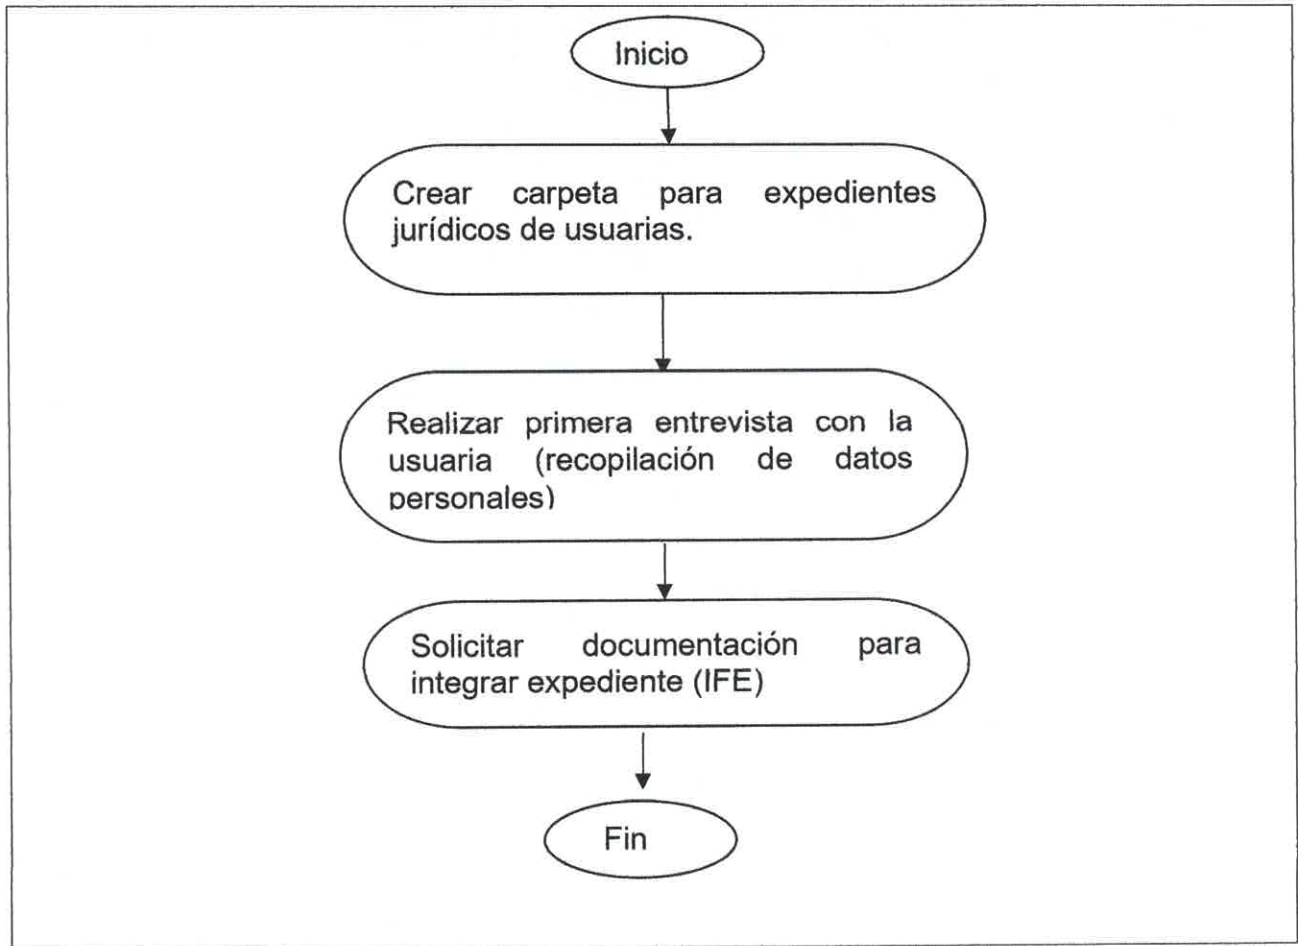 Inicio
Crear carpeta para expedientes
jurídicos de usuarias.
Realizar primera entrevista con la
usuaria (recopilación de datos
personales)
Solicitar documentación para
integrar expediente (IFE)
Fin